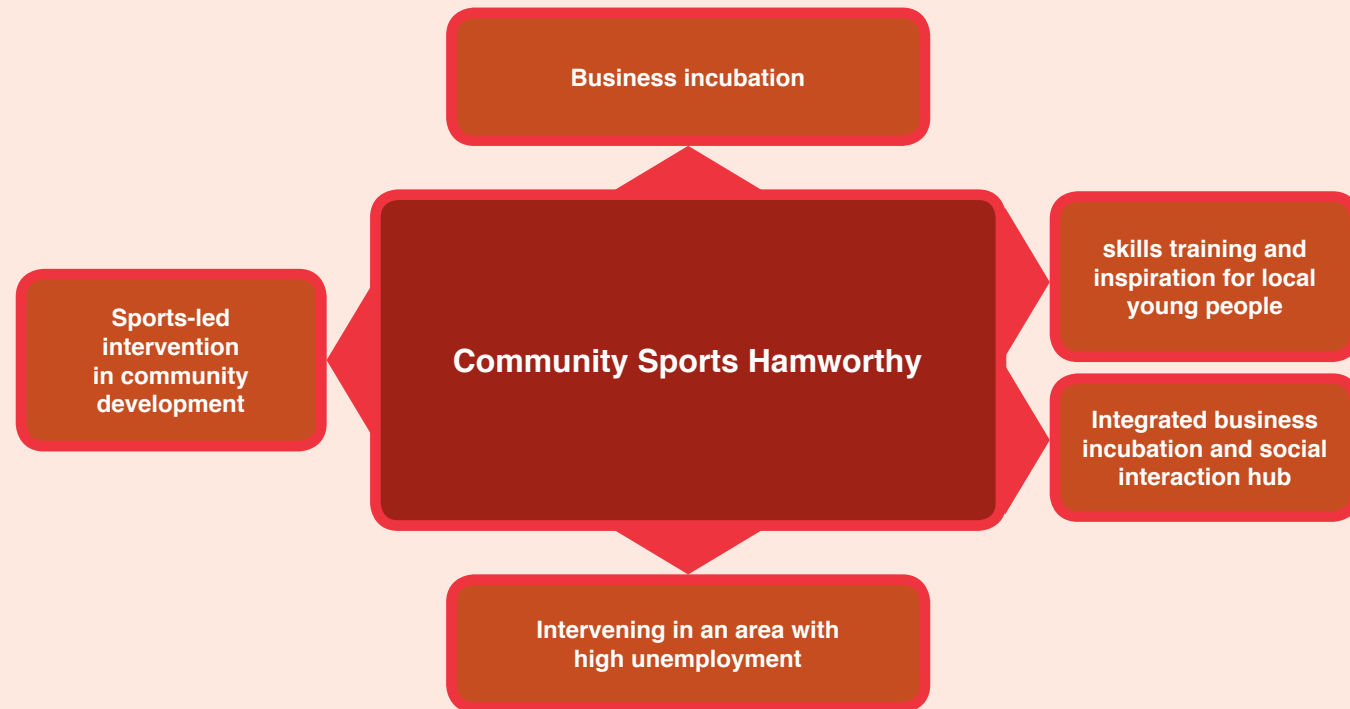 Business incubation
skills training and
inspiration for local
young people
Sports-led
intervention
in community
development
Community Sports Hamworthy
Integrated business
incubation and social
interaction hub
Intervening in an area with
high unemployment